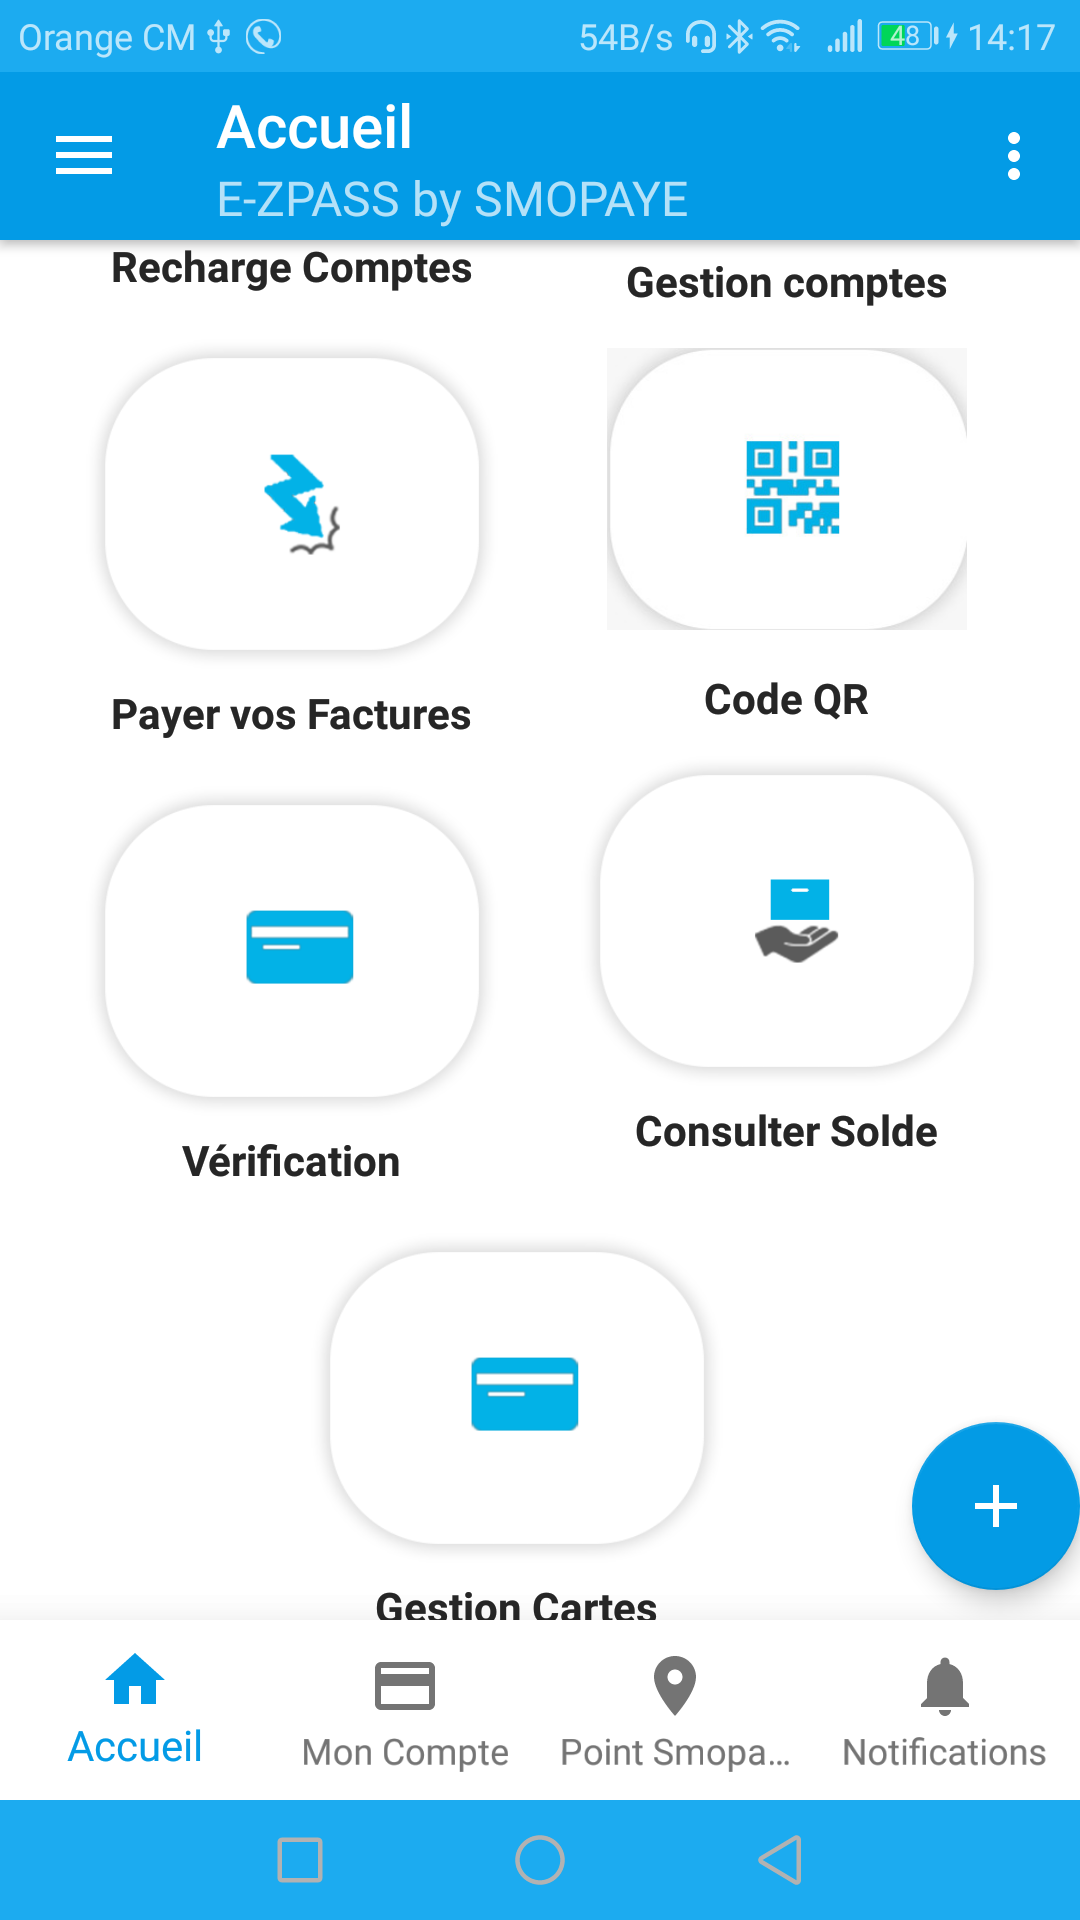 Orange CM 54B/s 48 14:17
Accueil
E-ZPASS by SMOPAYE
Recharge Comptes
Gestion comptes
Payer vos Factures
Code QR
Vérification
Consulter Solde
Gestion Cartes
Accueil
Mon Compte
Point Smopa...
Notifications